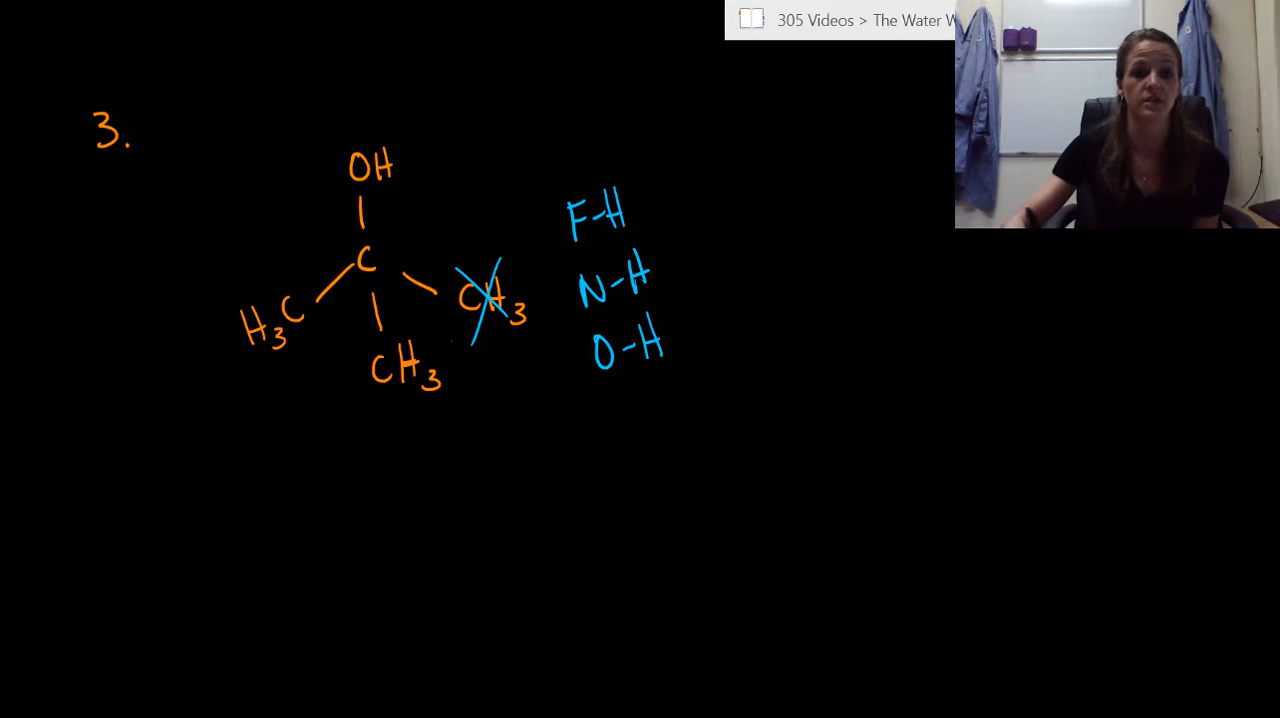 305 Videos > The Water W
3.
OH
C
H3C
CH3
CH3
F-H
N-H
O-H